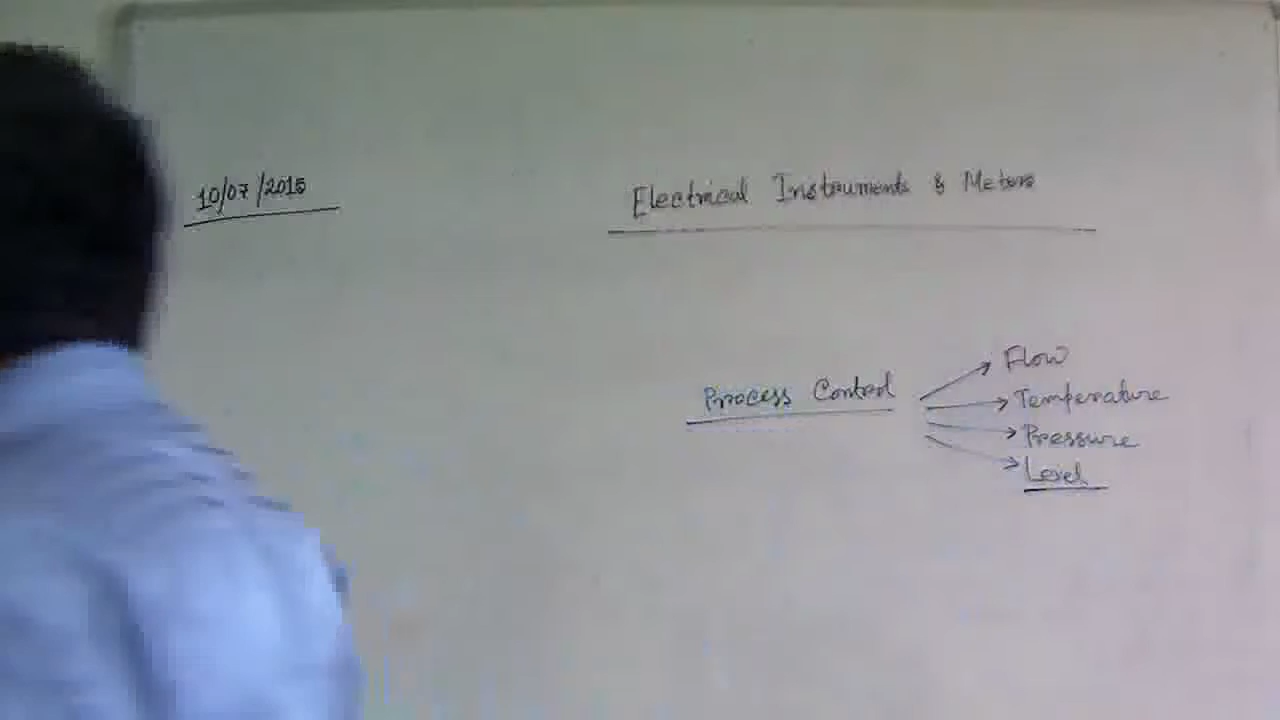 10/07/2015
Electrical Instruments & Meters
Process Control
Flow
Temperature
Pressure
Level